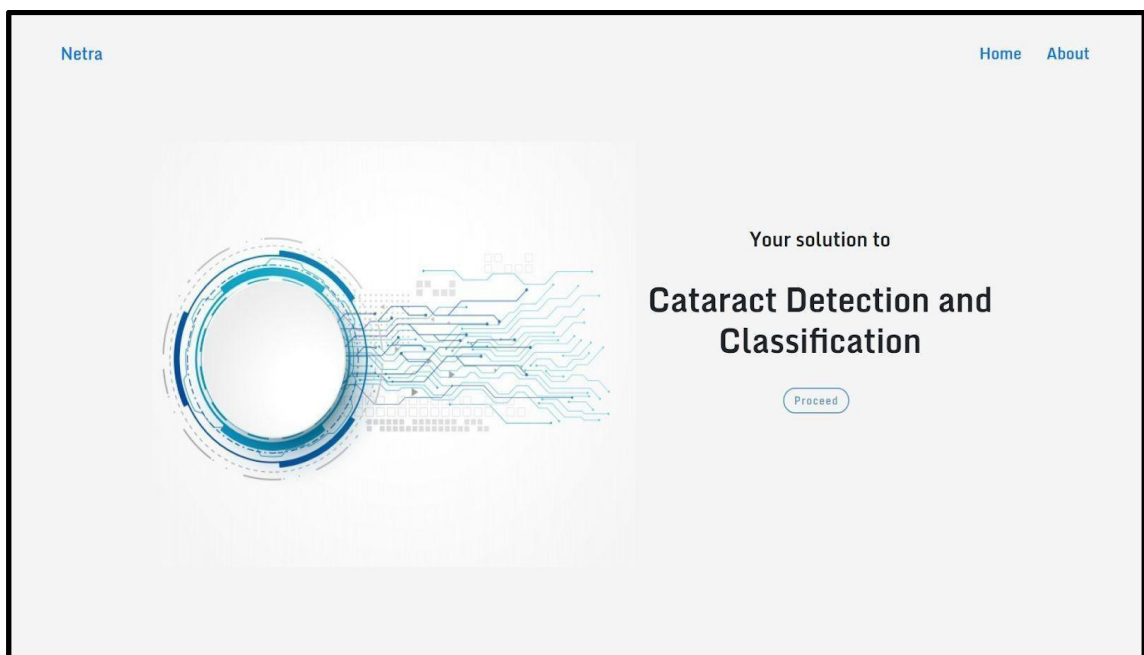 Netra
Home About
Your solution to
Cataract Detection and
Classification
Proceed